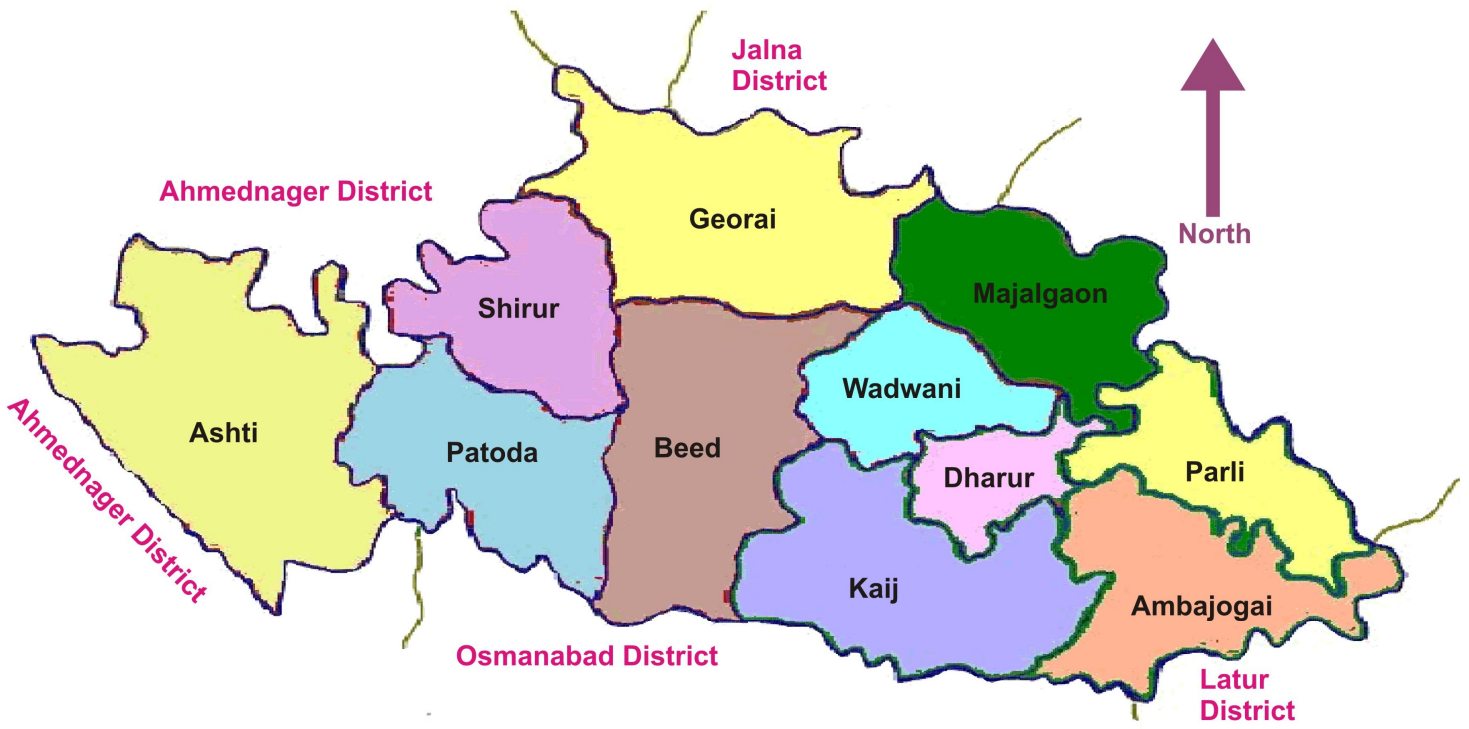 Jalna
District
Ahmednager District
Georai
North
Shirur
Majalgaon
Wadwani
Ahmednager District
Ashti
Patoda
Beed
Dharur
Parli
Kaij
Ambajogai
Osmanabad District
Latur
District